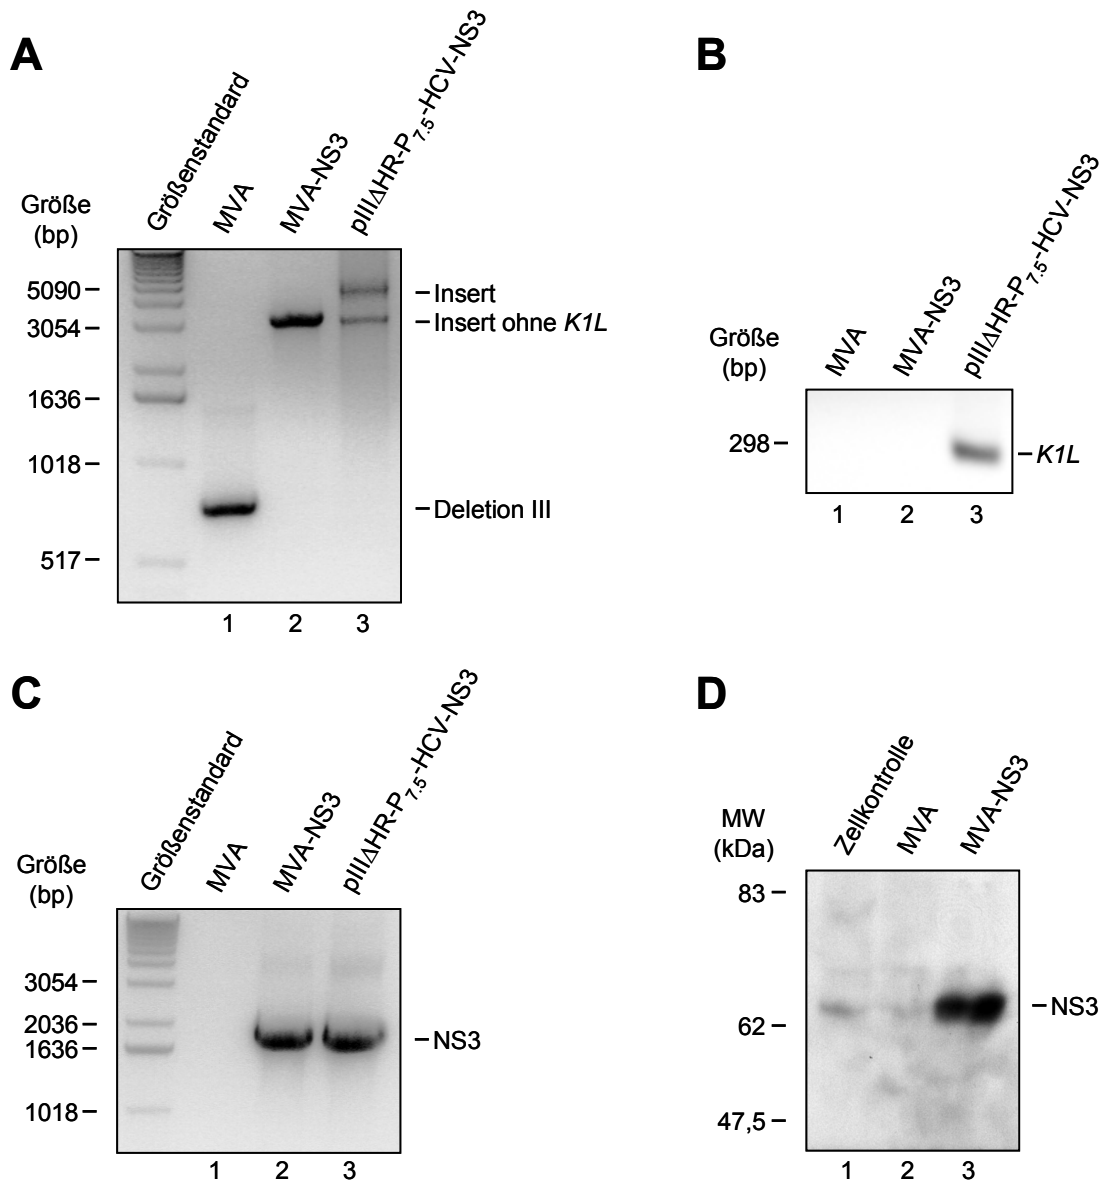 A
Größenstandard
MVA
MVA-NS3
pIIIΔHR-P7.5-HCV-NS3
Größe
(bp)
5090
3054
1636
1018
517
Insert
Insert ohne K1L
Deletion III
1 2 3
B
MVA
MVA-NS3
pIIIΔHR-P7.5-HCV-NS3
Größe
(bp)
298
K1L
1 2 3
C
Größenstandard
MVA
MVA-NS3
pIIIΔHR-P7.5-HCV-NS3
Größe
(bp)
3054
2036
1636
1018
NS3
1 2 3
D
Zellkontrolle
MVA
MVA-NS3
MW
(kDa)
83
62
47,5
NS3
1 2 3